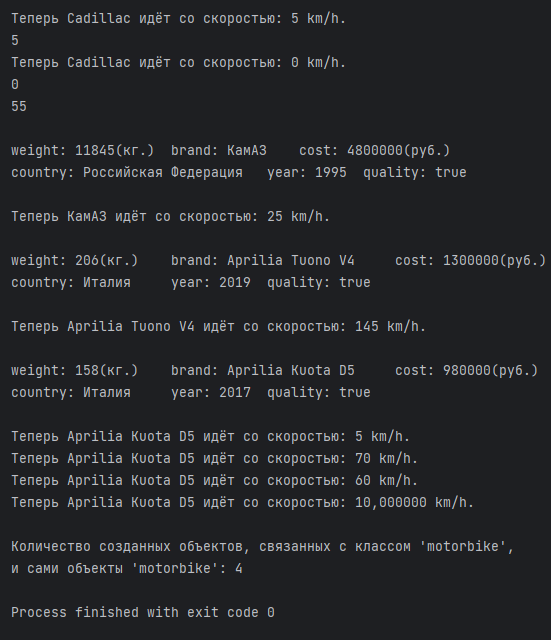 Теперь Cadillac идёт со скоростью: 5 km/h.
5
Теперь Cadillac идёт со скоростью: 0 km/h.
0
55
weight: 11845(кг.)  brand: КамАЗ    cost: 4800000(руб.)
country: Российская Федерация   year: 1995  quality: true
Теперь КамАЗ идёт со скоростью: 25 km/h.
weight: 206(кг.)    brand: Aprilia Tuono V4     cost: 1300000(руб.)
country: Италия     year: 2019  quality: true
Теперь Aprilia Tuono V4 идёт со скоростью: 145 km/h.
weight: 158(кг.)    brand: Aprilia Kuota D5     cost: 980000(руб.)
country: Италия     year: 2017  quality: true
Теперь Aprilia Kuota D5 идёт со скоростью: 5 km/h.
Теперь Aprilia Kuota D5 идёт со скоростью: 70 km/h.
Теперь Aprilia Kuota D5 идёт со скоростью: 60 km/h.
Теперь Aprilia Kuota D5 идёт со скоростью: 10,000000 km/h.
Количество созданных объектов, связанных с классом 'motorbike',
и сами объекты 'motorbike': 4
Process finished with exit code 0